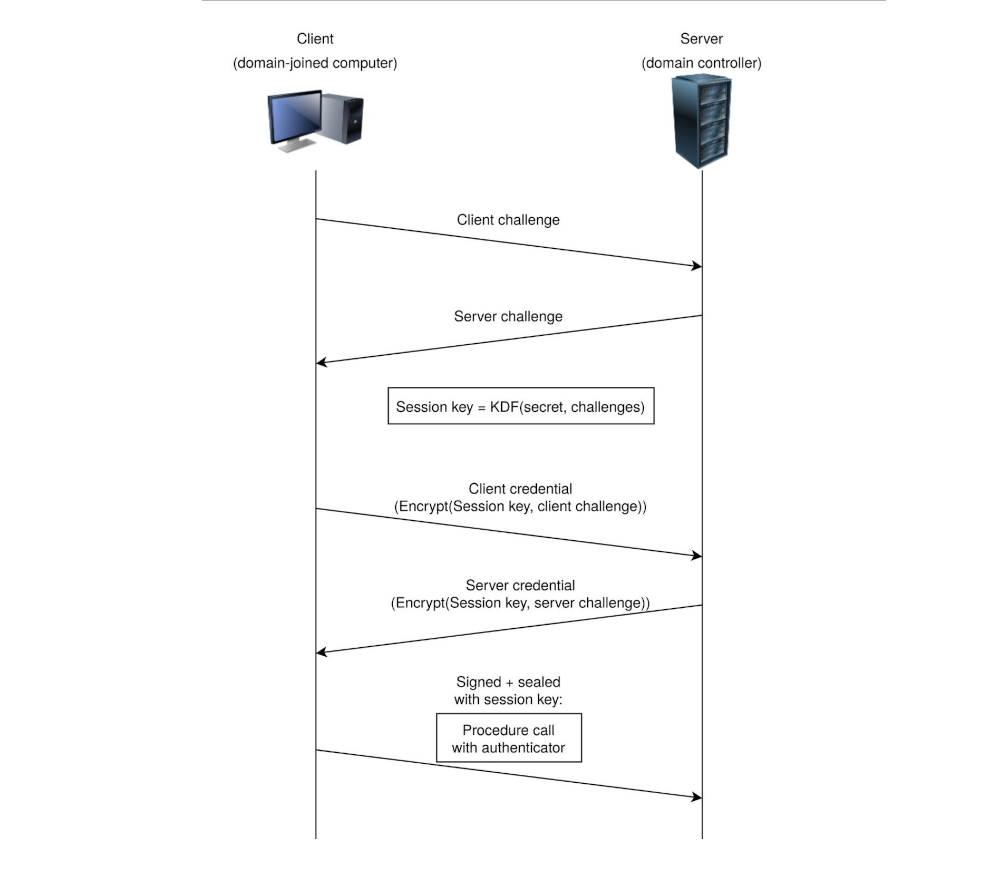 Client
(domain-joined computer)
Server
(domain controller)
Client challenge
Server challenge
Session key = KDF(secret, challenges)
Client credential
(Encrypt(Session key, client challenge))
Server credential
(Encrypt(Session key, server challenge))
Signed + sealed
with session key:
Procedure call
with authenticator